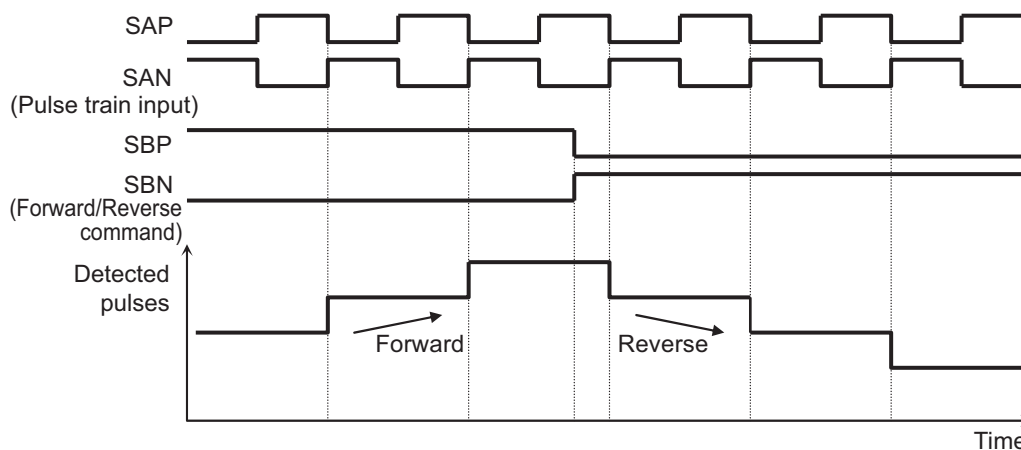 SAP
SAN
(Pulse train input)
SBP
SBN
(Forward/Reverse
command)
Detected
pulses
Forward
Reverse
Time